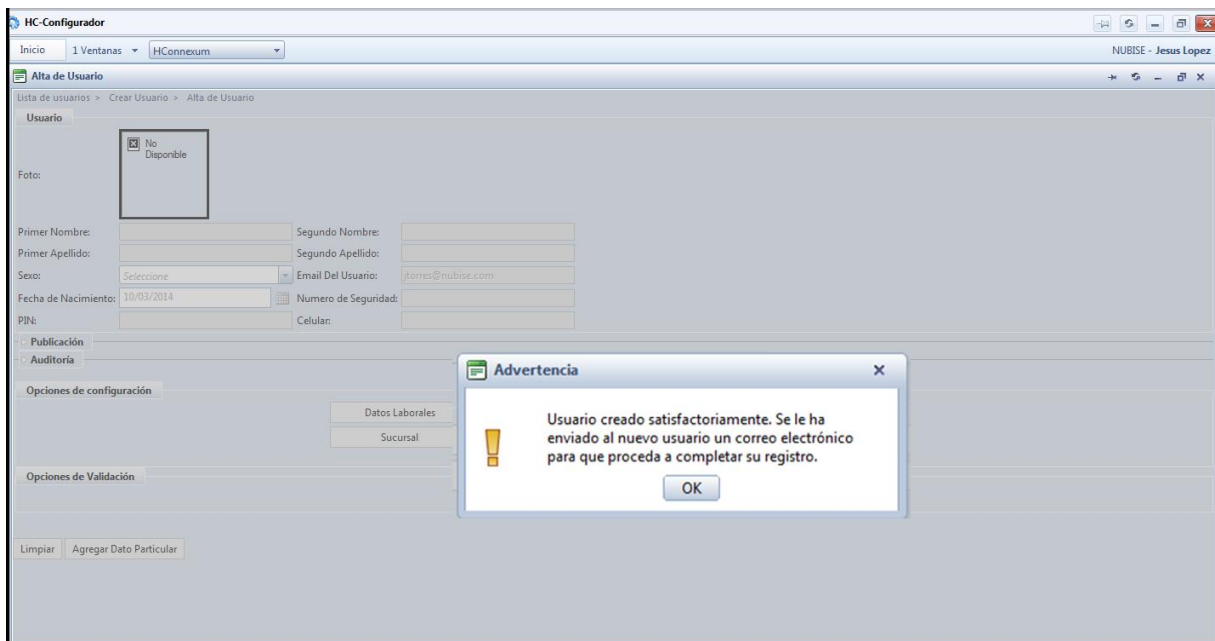 HC-Configurador
Inicio 1 Ventanas HConnexum NUBISE - Jesus Lopez
Alta de Usuario
Lista de usuarios > Crear Usuario > Alta de Usuario
Usuario
No
Disponible
Foto:
Primer Nombre: Segundo Nombre:
Primer Apellido: Segundo Apellido:
Sexo: Seleccione Email Del Usuario: jtorres@nubise.com
Fecha de Nacimiento: 10/03/2014 Numero de Seguridad:
PIN: Celular:
Publicación
Auditoría
Opciones de configuración
Datos Laborales
Sucursal
Advertencia
Usuario creado satisfactoriamente. Se le ha
enviado al nuevo usuario un correo electrónico
para que proceda a completar su registro.
OK
Opciones de Validación
Limpiar Agregar Dato Particular